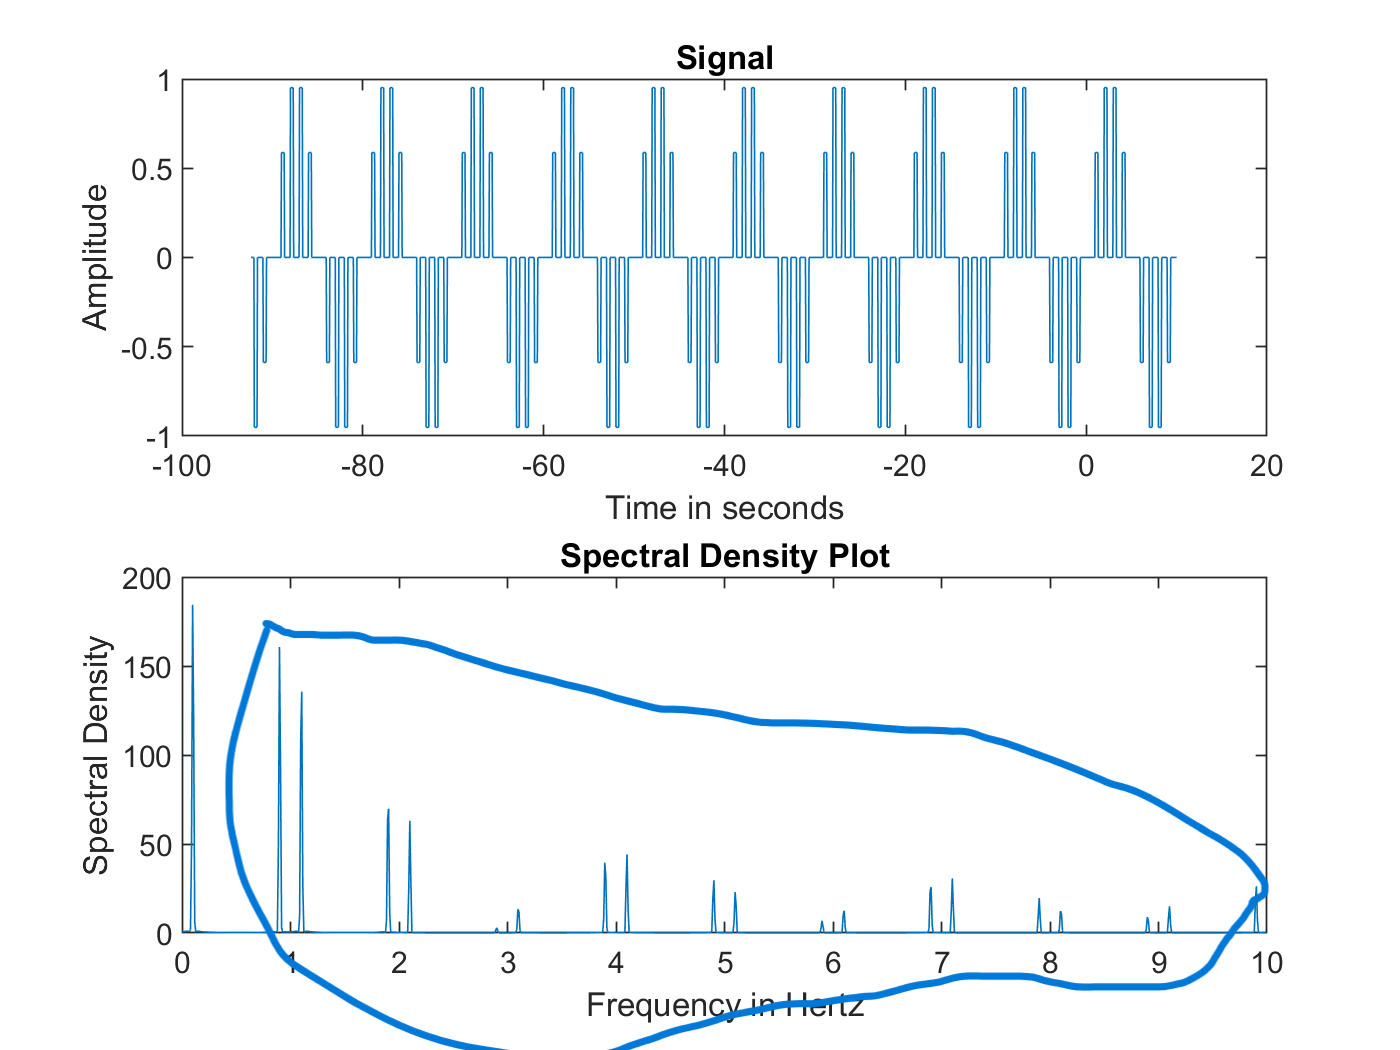 Signal
1
0.5
0
-0.5
-1
Amplitude
-100 -80 -60 -40 -20 0 20
Time in seconds
Spectral Density Plot
200
150
100
50
0
Spectral Density
0 1 2 3 4 5 6 7 8 9 10
Frequency in Hertz